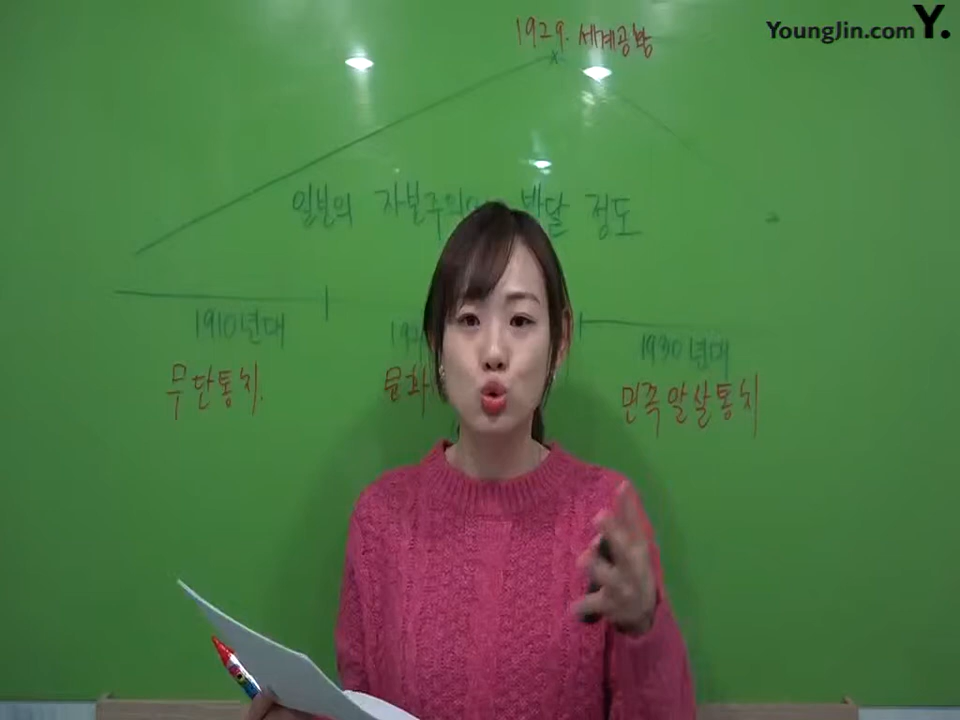 YoungJin.com Y.
1929. 세계공황
일본의 자본주의의 발달 정도
1910년대
1930년대
무단통치.
문화
민족말살통치